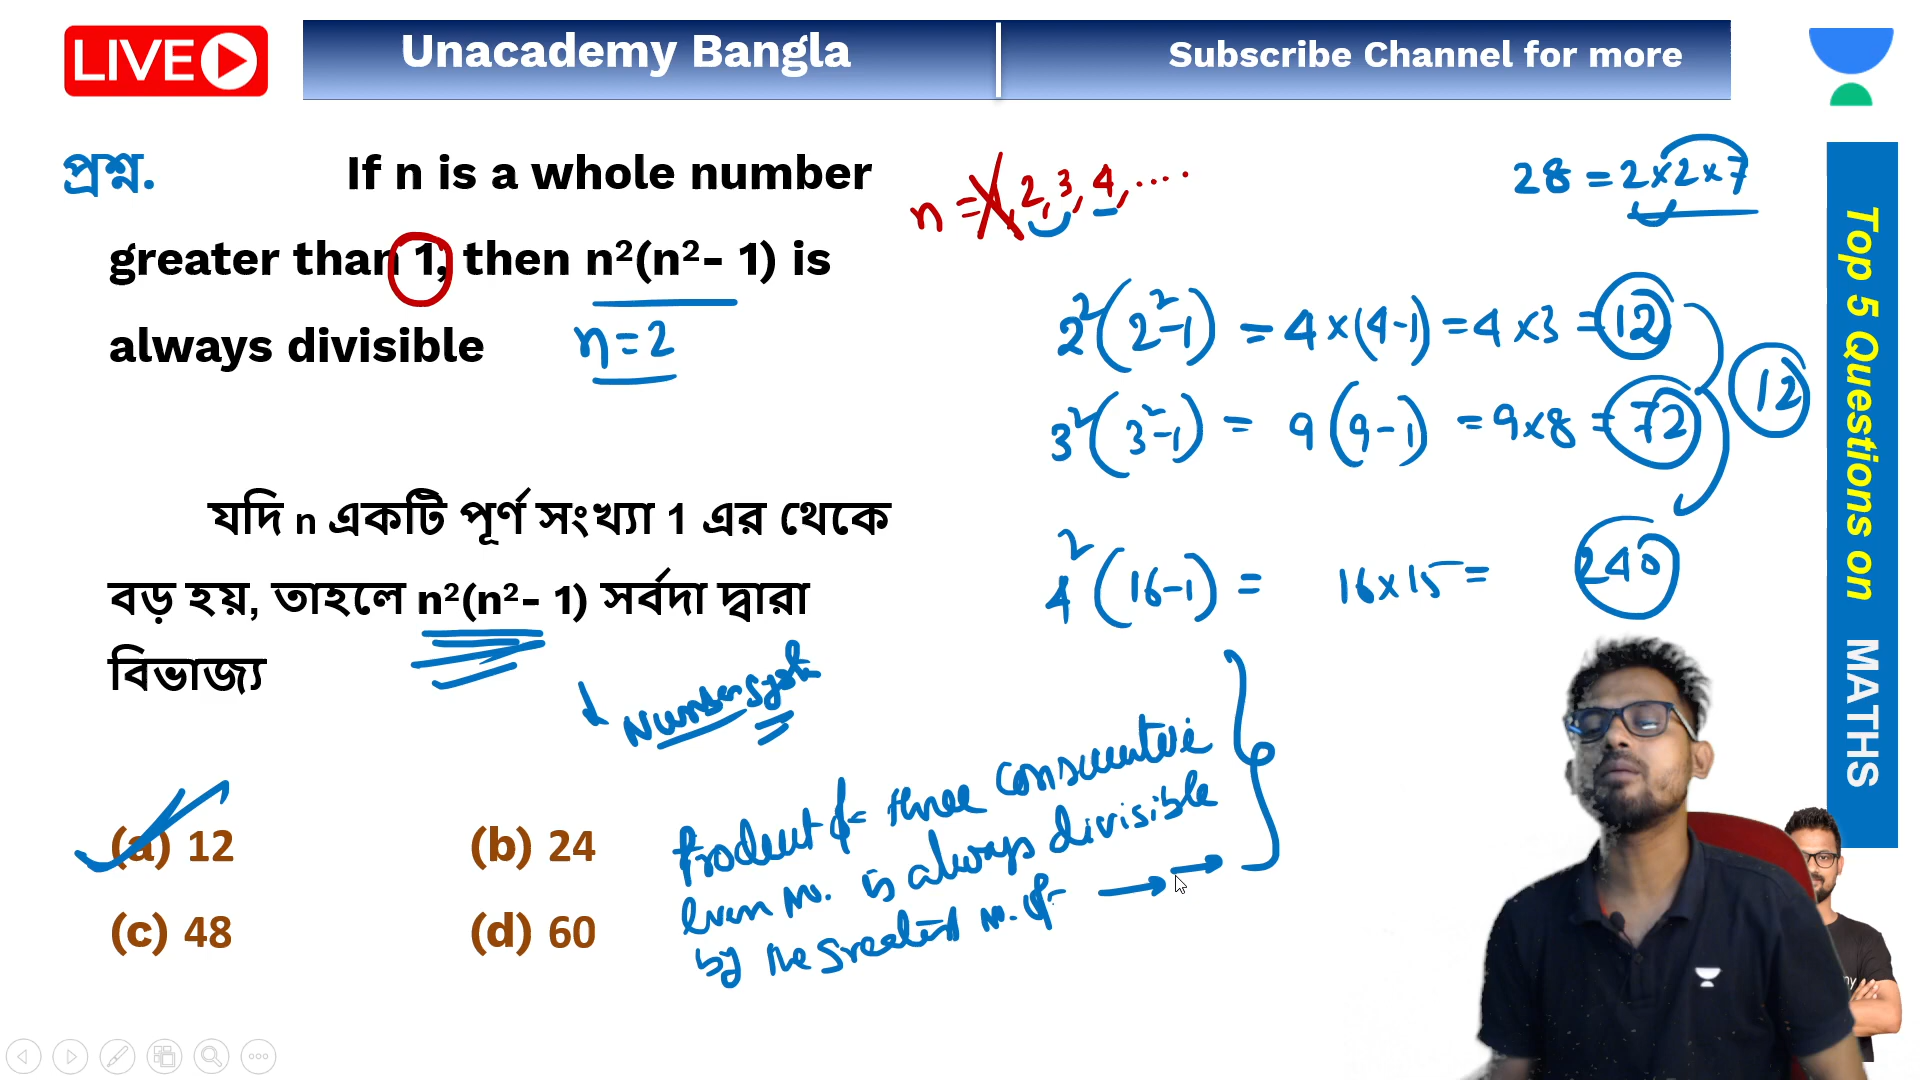 LIVE
Unacademy Bangla
Subscribe Channel for more
প্রশ্ন. If n is a whole number
greater than 1, then n²(n²- 1) is
always divisible
n=2
যদি n একটি পূর্ণ সংখ্যা 1 এর থেকে
বড় হয়, তাহলে n²(n²- 1) সর্বদা দ্বারা
বিভাজ্য
(a) 12
(b) 24
(c) 48
(d) 60
n = 1, 2, 3, 4, ....
28 = 2×2×7
2²(2²-1) = 4×(4-1) = 4×3 = 12
3²(3²-1) = 9(9-1) = 9×8 = 72
12
4²(16-1) = 16×15 = 240
Number
Product of three consecutive
even no. is always divisible
by the greatest no. of
Top 5 Questions on MATHS